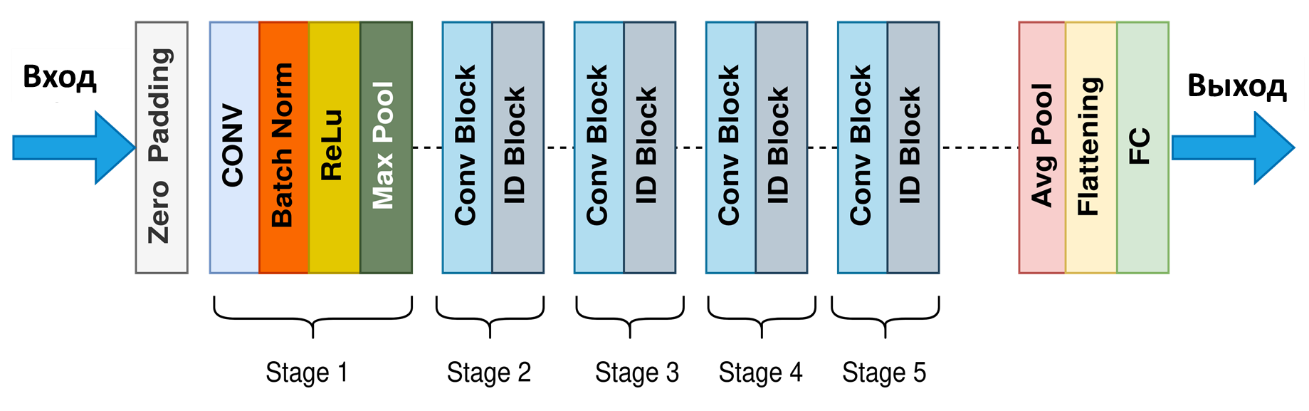 Вход
Zero Padding
CONV
Batch Norm
ReLu
Max Pool
Conv Block
ID Block
Conv Block
ID Block
Conv Block
ID Block
Conv Block
ID Block
Avg Pool
Flattening
FC
Выход
Stage 1
Stage 2
Stage 3
Stage 4
Stage 5